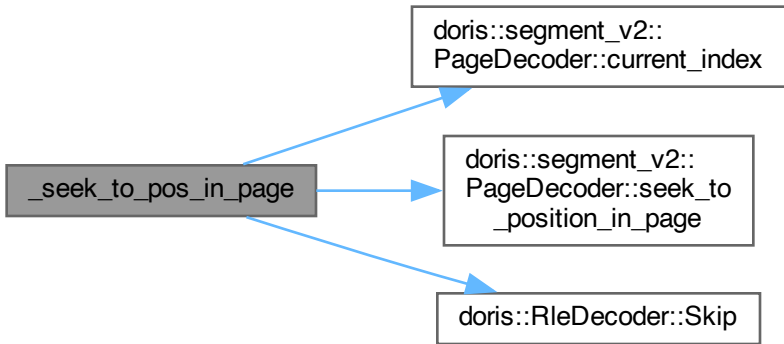 doris::segment_v2::
PageDecoder::current_index
_seek_to_pos_in_page
doris::segment_v2::
PageDecoder::seek_to
_position_in_page
doris::RleDecoder::Skip